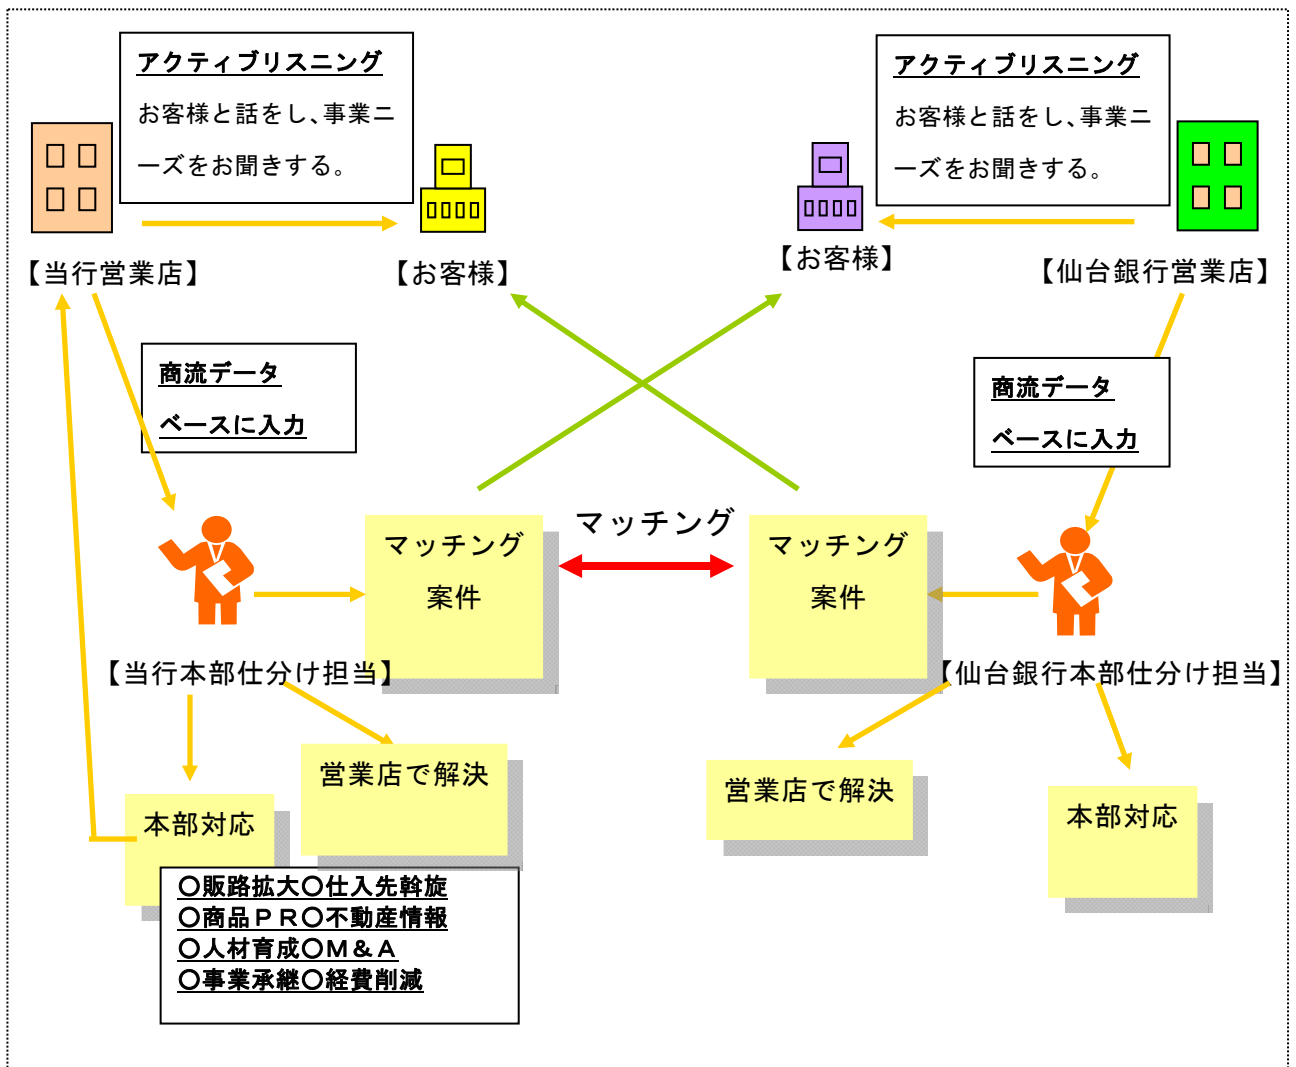 アクティブリスニング
お客様と話をし、事業ニ
ーズをお聞きする。
アクティブリスニング
お客様と話をし、事業ニ
ーズをお聞きする。
【当行営業店】
【お客様】
【お客様】
【仙台銀行営業店】
商流データ
ベースに入力
商流データ
ベースに入力
マッチング
案件
マッチング
マッチング
案件
【当行本部仕分け担当】
【仙台銀行本部仕分け担当】
営業店で解決
本部対応
営業店で解決
本部対応
〇販路拡大〇仕入先斡旋
〇商品ＰＲ〇不動産情報
〇人材育成〇Ｍ＆Ａ
〇事業承継〇経費削減